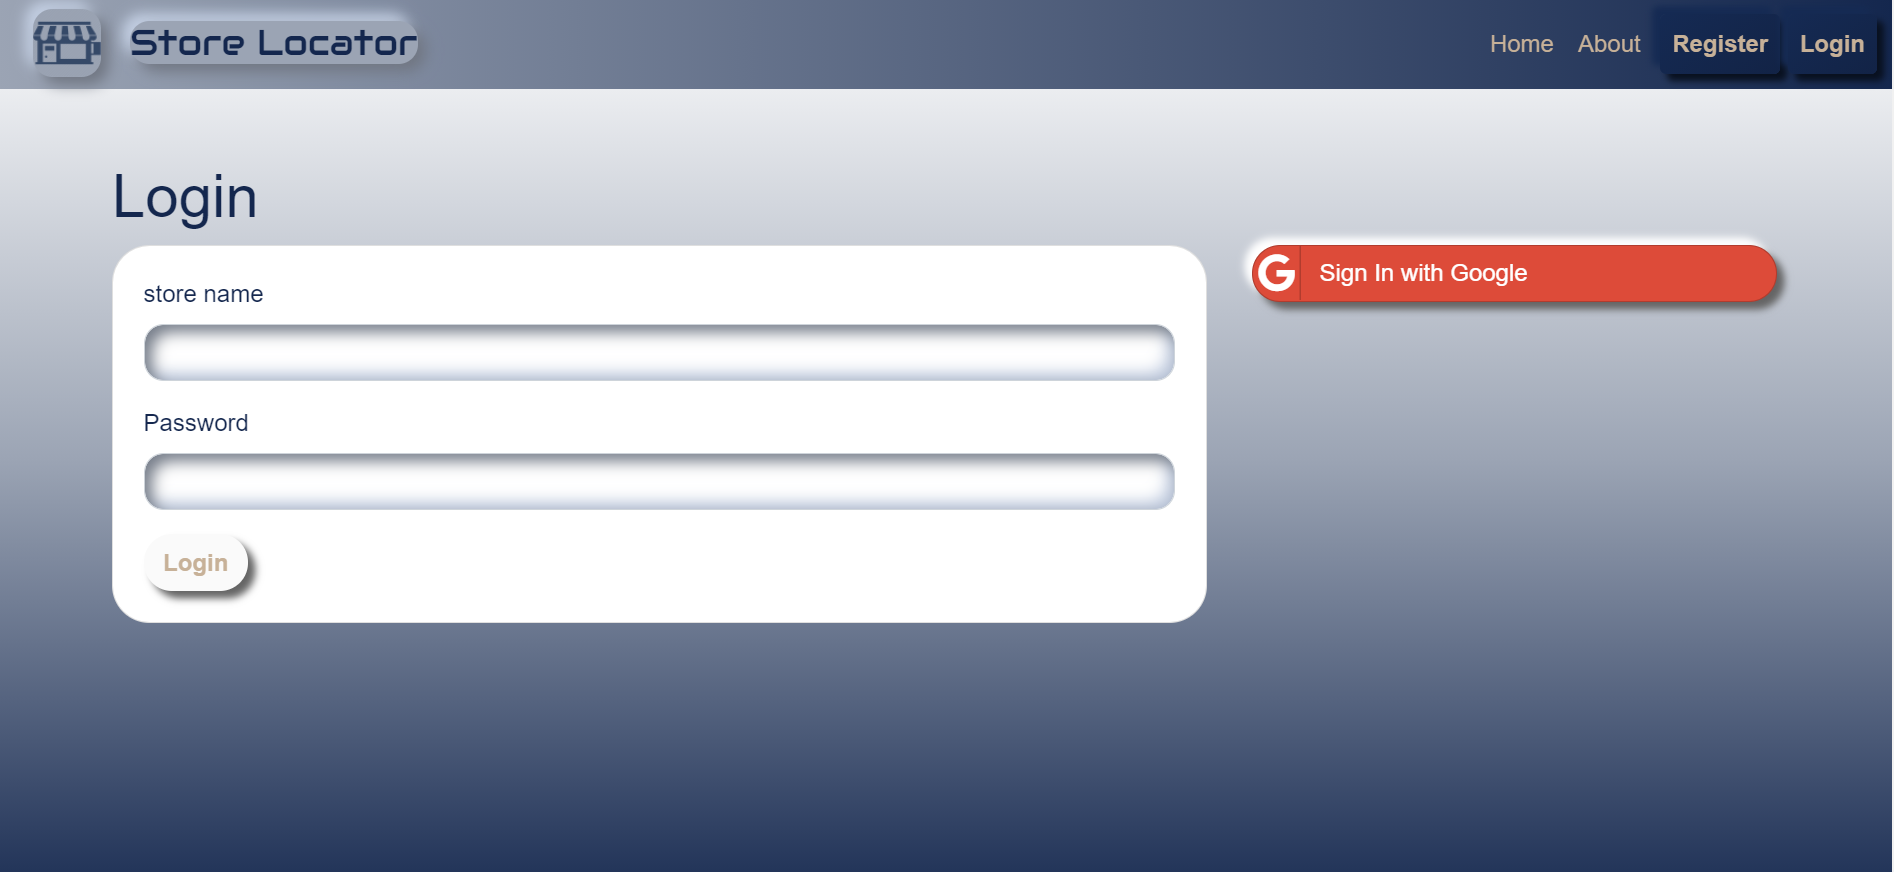 Store Locator
Home About Register Login
Login
store name
Sign In with Google
Password
Login